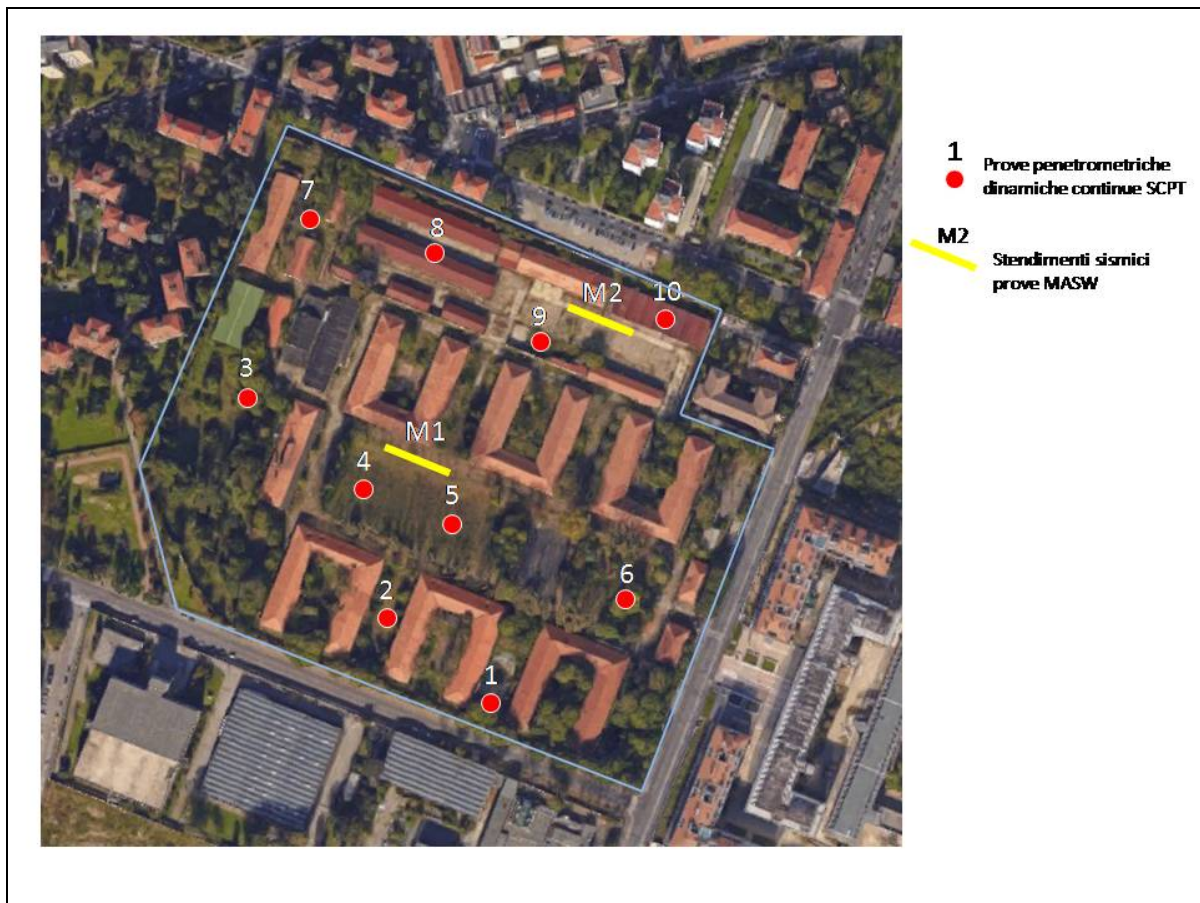 1
Prove penetrometriche
dinamiche continue SCPT
M2
Stendimenti sismici
prove MASW
7
8
10
M2
9
3
M1
4
5
6
2
1